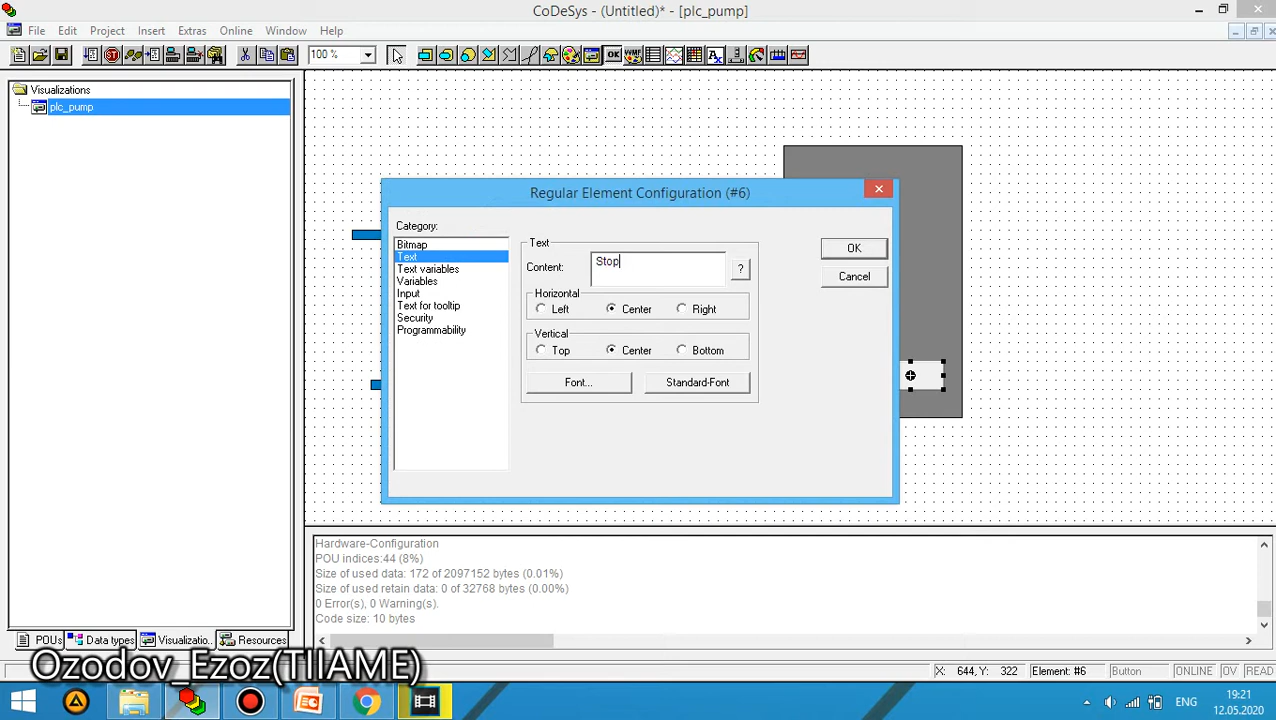 CoDeSys - (Untitled)* - [plc_pump]
File Edit Project Insert Extras Online Window Help
100 %
OK
WMF
A
Visualizations
plc_pump
Regular Element Configuration (#6)
Category:
Bitmap
Text
Text variables
Variables
Input
Text for tooltip
Security
Programmability
Text
Content:
Stop
?
Horizontal
Left
Center
Right
Vertical
Top
Center
Bottom
Font...
Standard-Font
OK
Cancel
Hardware-Configuration
POU indices:44 (8%)
Size of used data: 172 of 2097152 bytes (0.01%)
Size of used retain data: 0 of 32768 bytes (0.00%)
0 Error(s), 0 Warning(s).
Code size: 10 bytes
POUs
Data types
Visualizatio..
Resources
X: 644, Y: 322 Element: #6 Button ONLINE OV READ
Ozodov_Ezoz(TIIAME)
ENG
19:21
12.05.2020